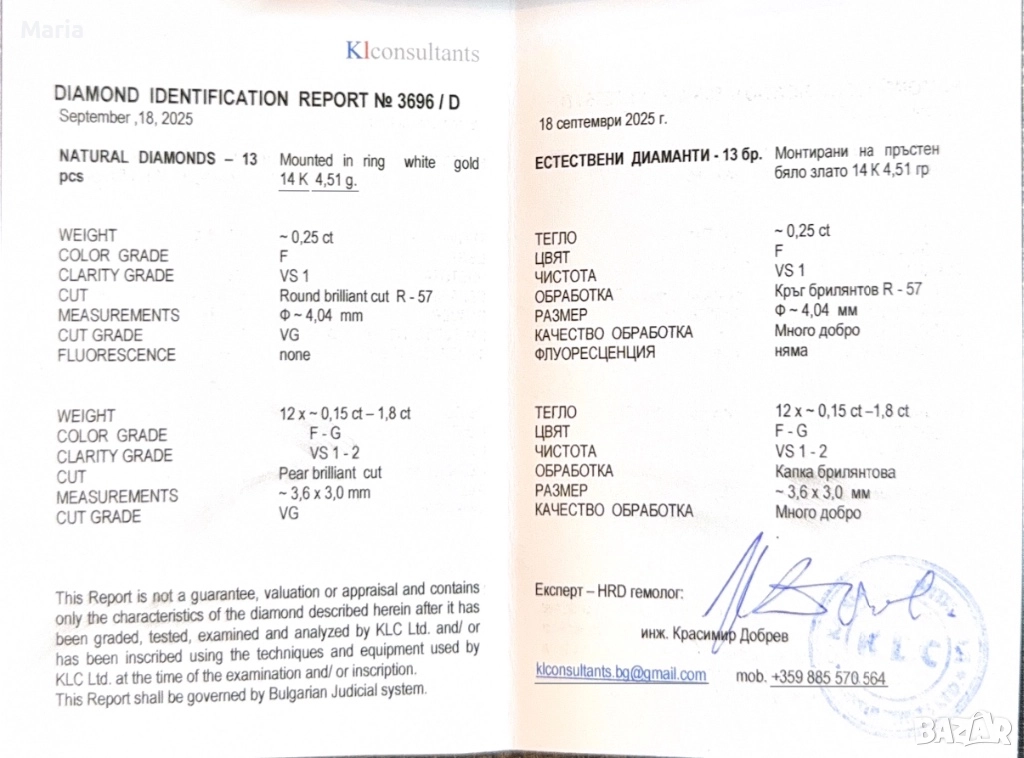 Maria
Klconsultants
DIAMOND IDENTIFICATION REPORT № 3696 / D
September ,18, 2025
NATURAL DIAMONDS – 13 pcs
Mounted in ring white gold
14 K 4,51 g.
WEIGHT ~ 0,25 ct
COLOR GRADE F
CLARITY GRADE VS 1
CUT Round brilliant cut R - 57
MEASUREMENTS Φ ~ 4,04 mm
CUT GRADE VG
FLUORESCENCE none
WEIGHT 12 x ~ 0,15 ct – 1,8 ct
COLOR GRADE F - G
CLARITY GRADE VS 1 - 2
CUT Pear brilliant cut
MEASUREMENTS ~ 3,6 x 3,0 mm
CUT GRADE VG
This Report is not a guarantee, valuation or appraisal and contains
only the characteristics of the diamond described herein after it has
been graded, tested, examined and analyzed by KLC Ltd. and/ or
has been inscribed using the techniques and equipment used by
KLC Ltd. at the time of the examination and/ or inscription.
This Report shall be governed by Bulgarian Judicial system.
18 септември 2025 г.
ЕСТЕСТВЕНИ ДИАМАНТИ - 13 бр.
Монтирани на пръстен
бяло злато 14 К 4,51 гр
ТЕГЛО ~ 0,25 ct
ЦВЯТ F
ЧИСТОТА VS 1
ОБРАБОТКА Кръг брилянтов R - 57
РАЗМЕР Φ ~ 4,04 мм
КАЧЕСТВО ОБРАБОТКА Много добро
ФЛУОРЕСЦЕНЦИЯ няма
ТЕГЛО 12 x ~ 0,15 ct –1,8 ct
ЦВЯТ F - G
ЧИСТОТА VS 1 - 2
ОБРАБОТКА Капка брилянтова
РАЗМЕР ~ 3,6 x 3,0 мм
КАЧЕСТВО ОБРАБОТКА Много добро
Експерт – HRD гемолог:
инж. Красимир Добрев
klconsultants.bg@gmail.com mob. +359 885 570 564
KLC
BAZAR